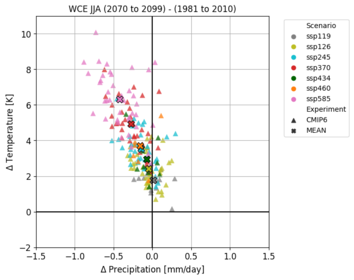 WCE JJA (2070 to 2099) - (1981 to 2010)
Δ Temperature [K]
10
8
6
4
2
0
−2
−1.5 −1.0 −0.5 0.0 0.5 1.0 1.5
Δ Precipitation [mm/day]
Scenario
ssp119
ssp126
ssp245
ssp370
ssp434
ssp460
ssp585
Experiment
CMIP6
MEAN